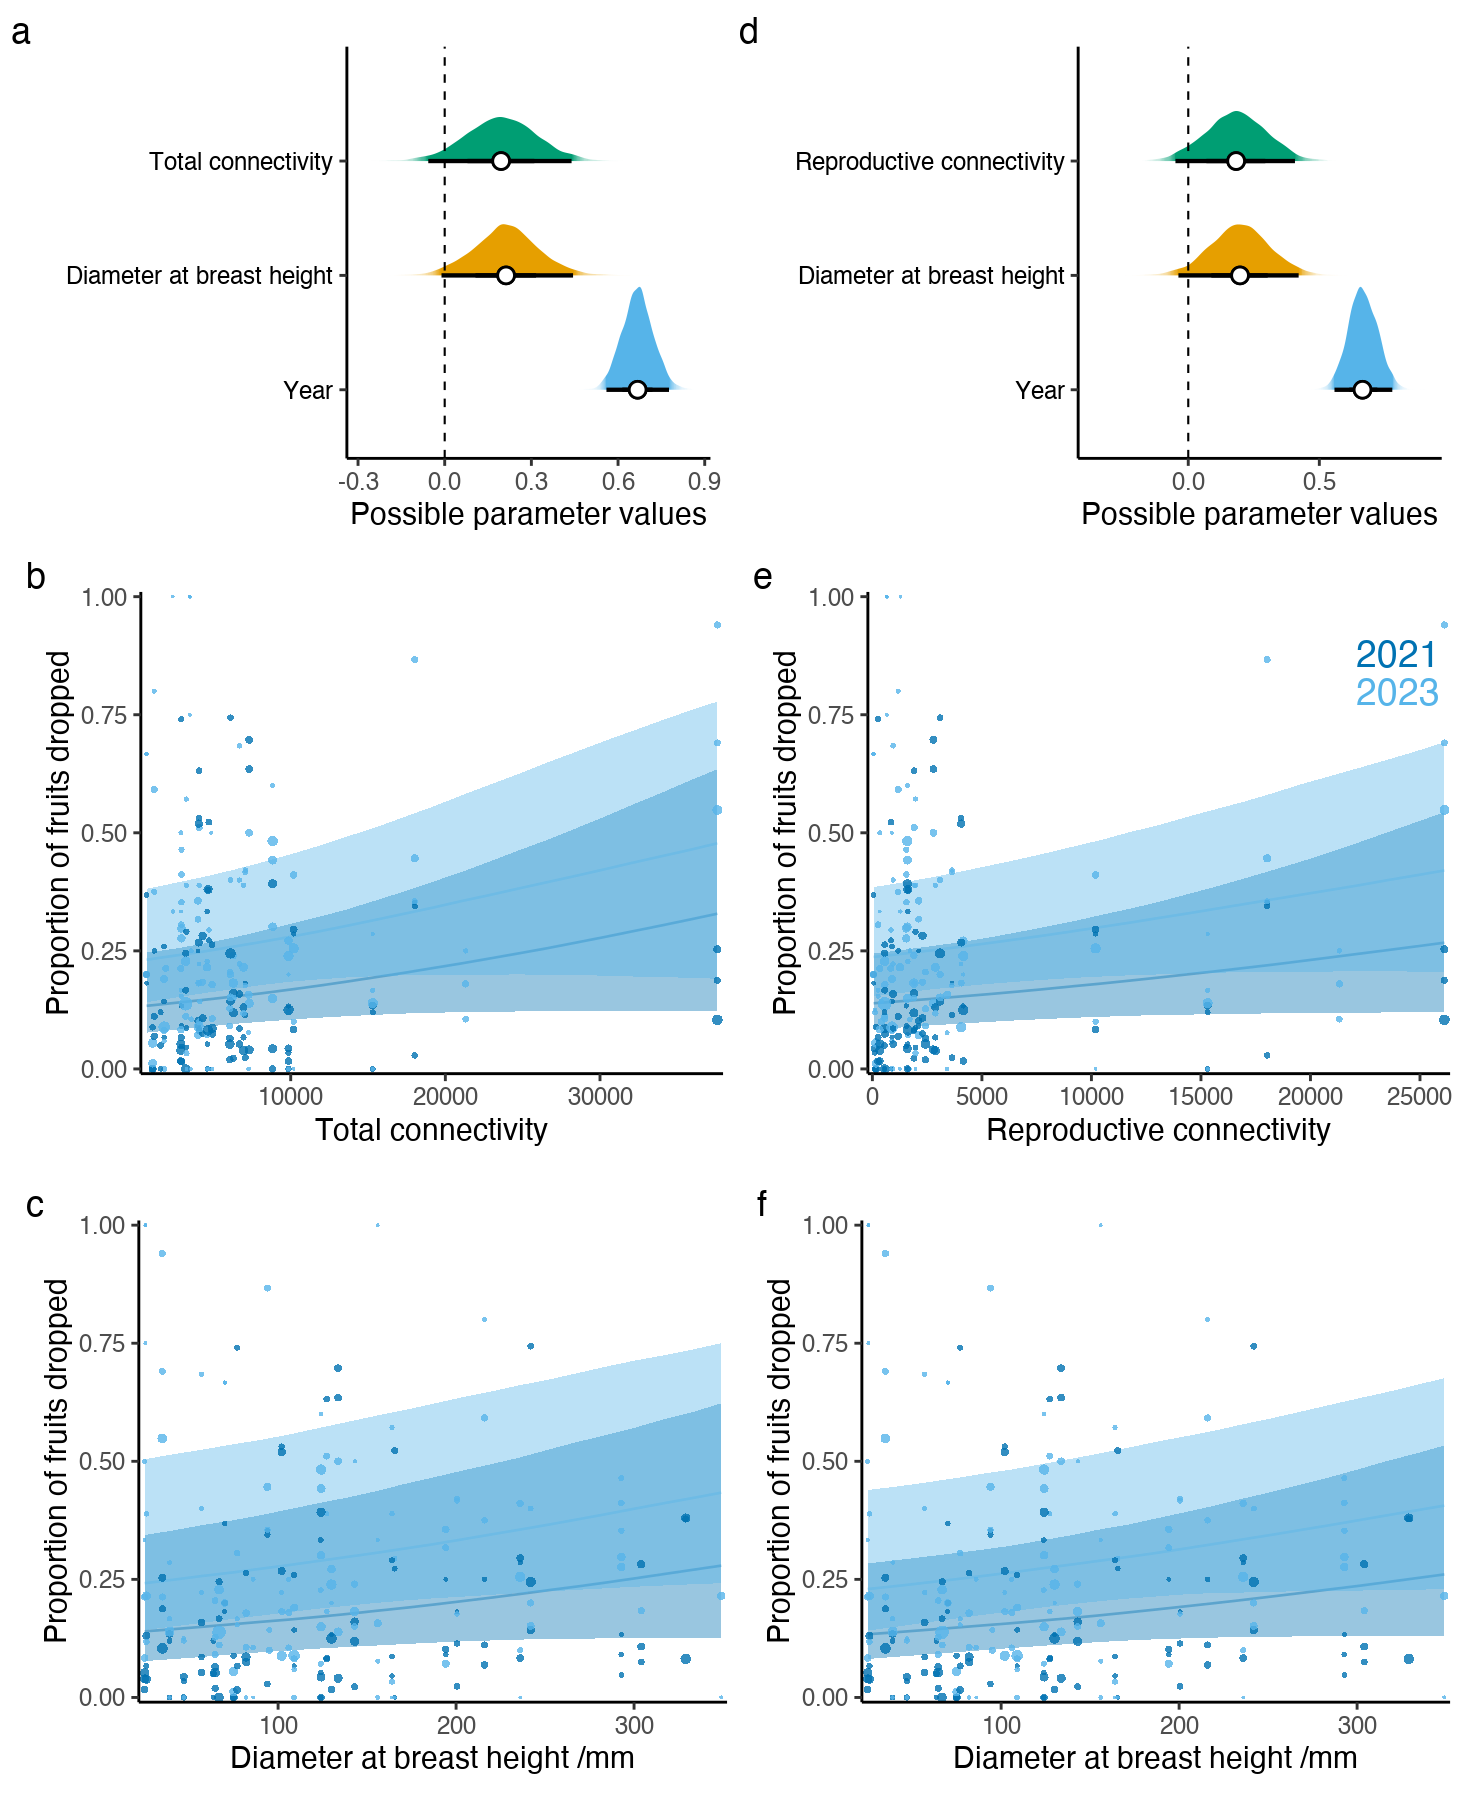 a
Total connectivity
Diameter at breast height
Year
-0.3 0.0 0.3 0.6 0.9
Possible parameter values
d
Reproductive connectivity
Diameter at breast height
Year
0.0 0.5
Possible parameter values
b
Proportion of fruits dropped
1.00
0.75
0.50
0.25
0.00
10000 20000 30000
Total connectivity
e
Proportion of fruits dropped
1.00
0.75
0.50
0.25
0.00
2021
2023
0 5000 10000 15000 20000 25000
Reproductive connectivity
c
Proportion of fruits dropped
1.00
0.75
0.50
0.25
0.00
100 200 300
Diameter at breast height /mm
f
Proportion of fruits dropped
1.00
0.75
0.50
0.25
0.00
100 200 300
Diameter at breast height /mm